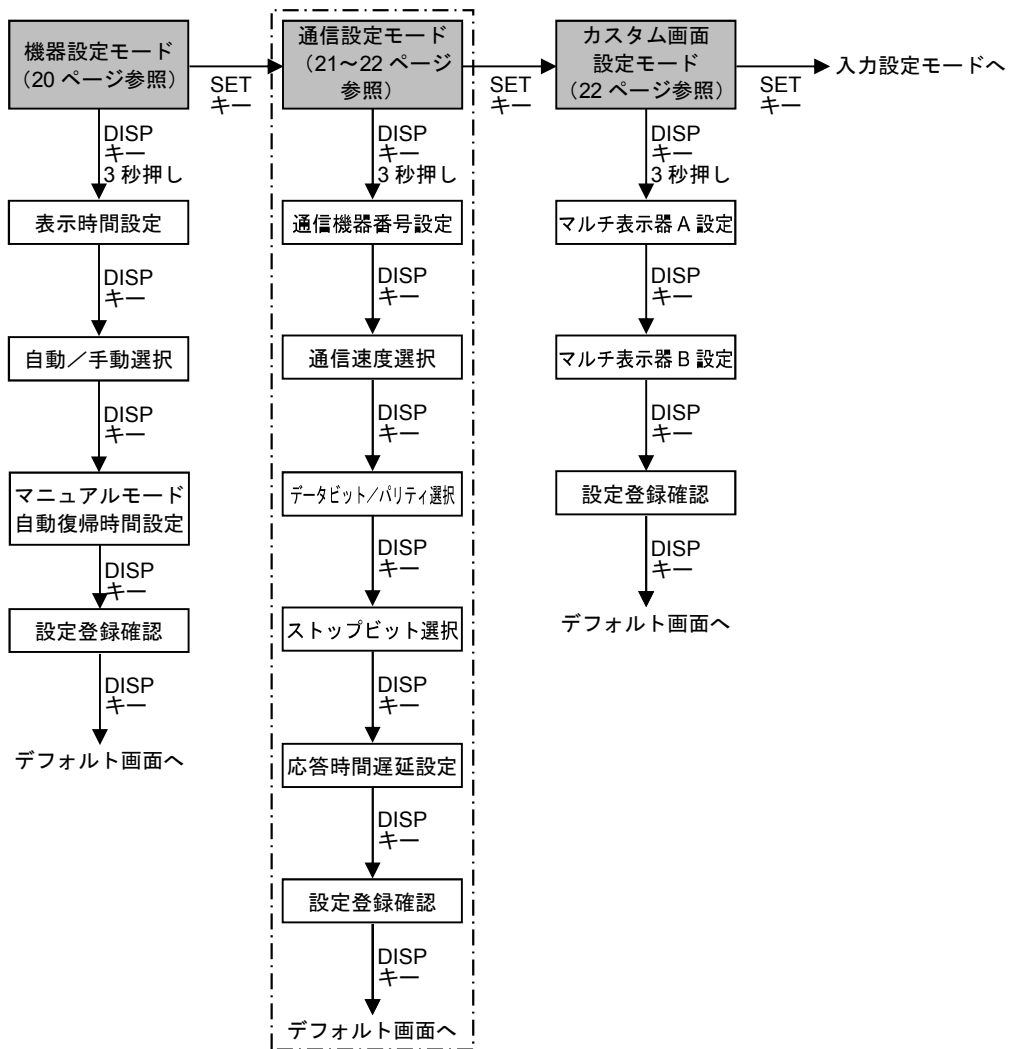 機器設定モード
（20 ページ参照）
SET
キー
通信設定モード
（21～22 ページ
参照）
SET
キー
カスタム画面
設定モード
（22 ページ参照）
SET
キー
入力設定モードへ
DISP
キー
3 秒押し
表示時間設定
DISP
キー
自動／手動選択
DISP
キー
マニュアルモード
自動復帰時間設定
DISP
キー
設定登録確認
DISP
キー
デフォルト画面へ
DISP
キー
3 秒押し
通信機器番号設定
DISP
キー
通信速度選択
DISP
キー
データビット／パリティ選択
DISP
キー
ストップビット選択
DISP
キー
応答時間遅延設定
DISP
キー
設定登録確認
DISP
キー
デフォルト画面へ
DISP
キー
3 秒押し
マルチ表示器 A 設定
DISP
キー
マルチ表示器 B 設定
DISP
キー
設定登録確認
DISP
キー
デフォルト画面へ